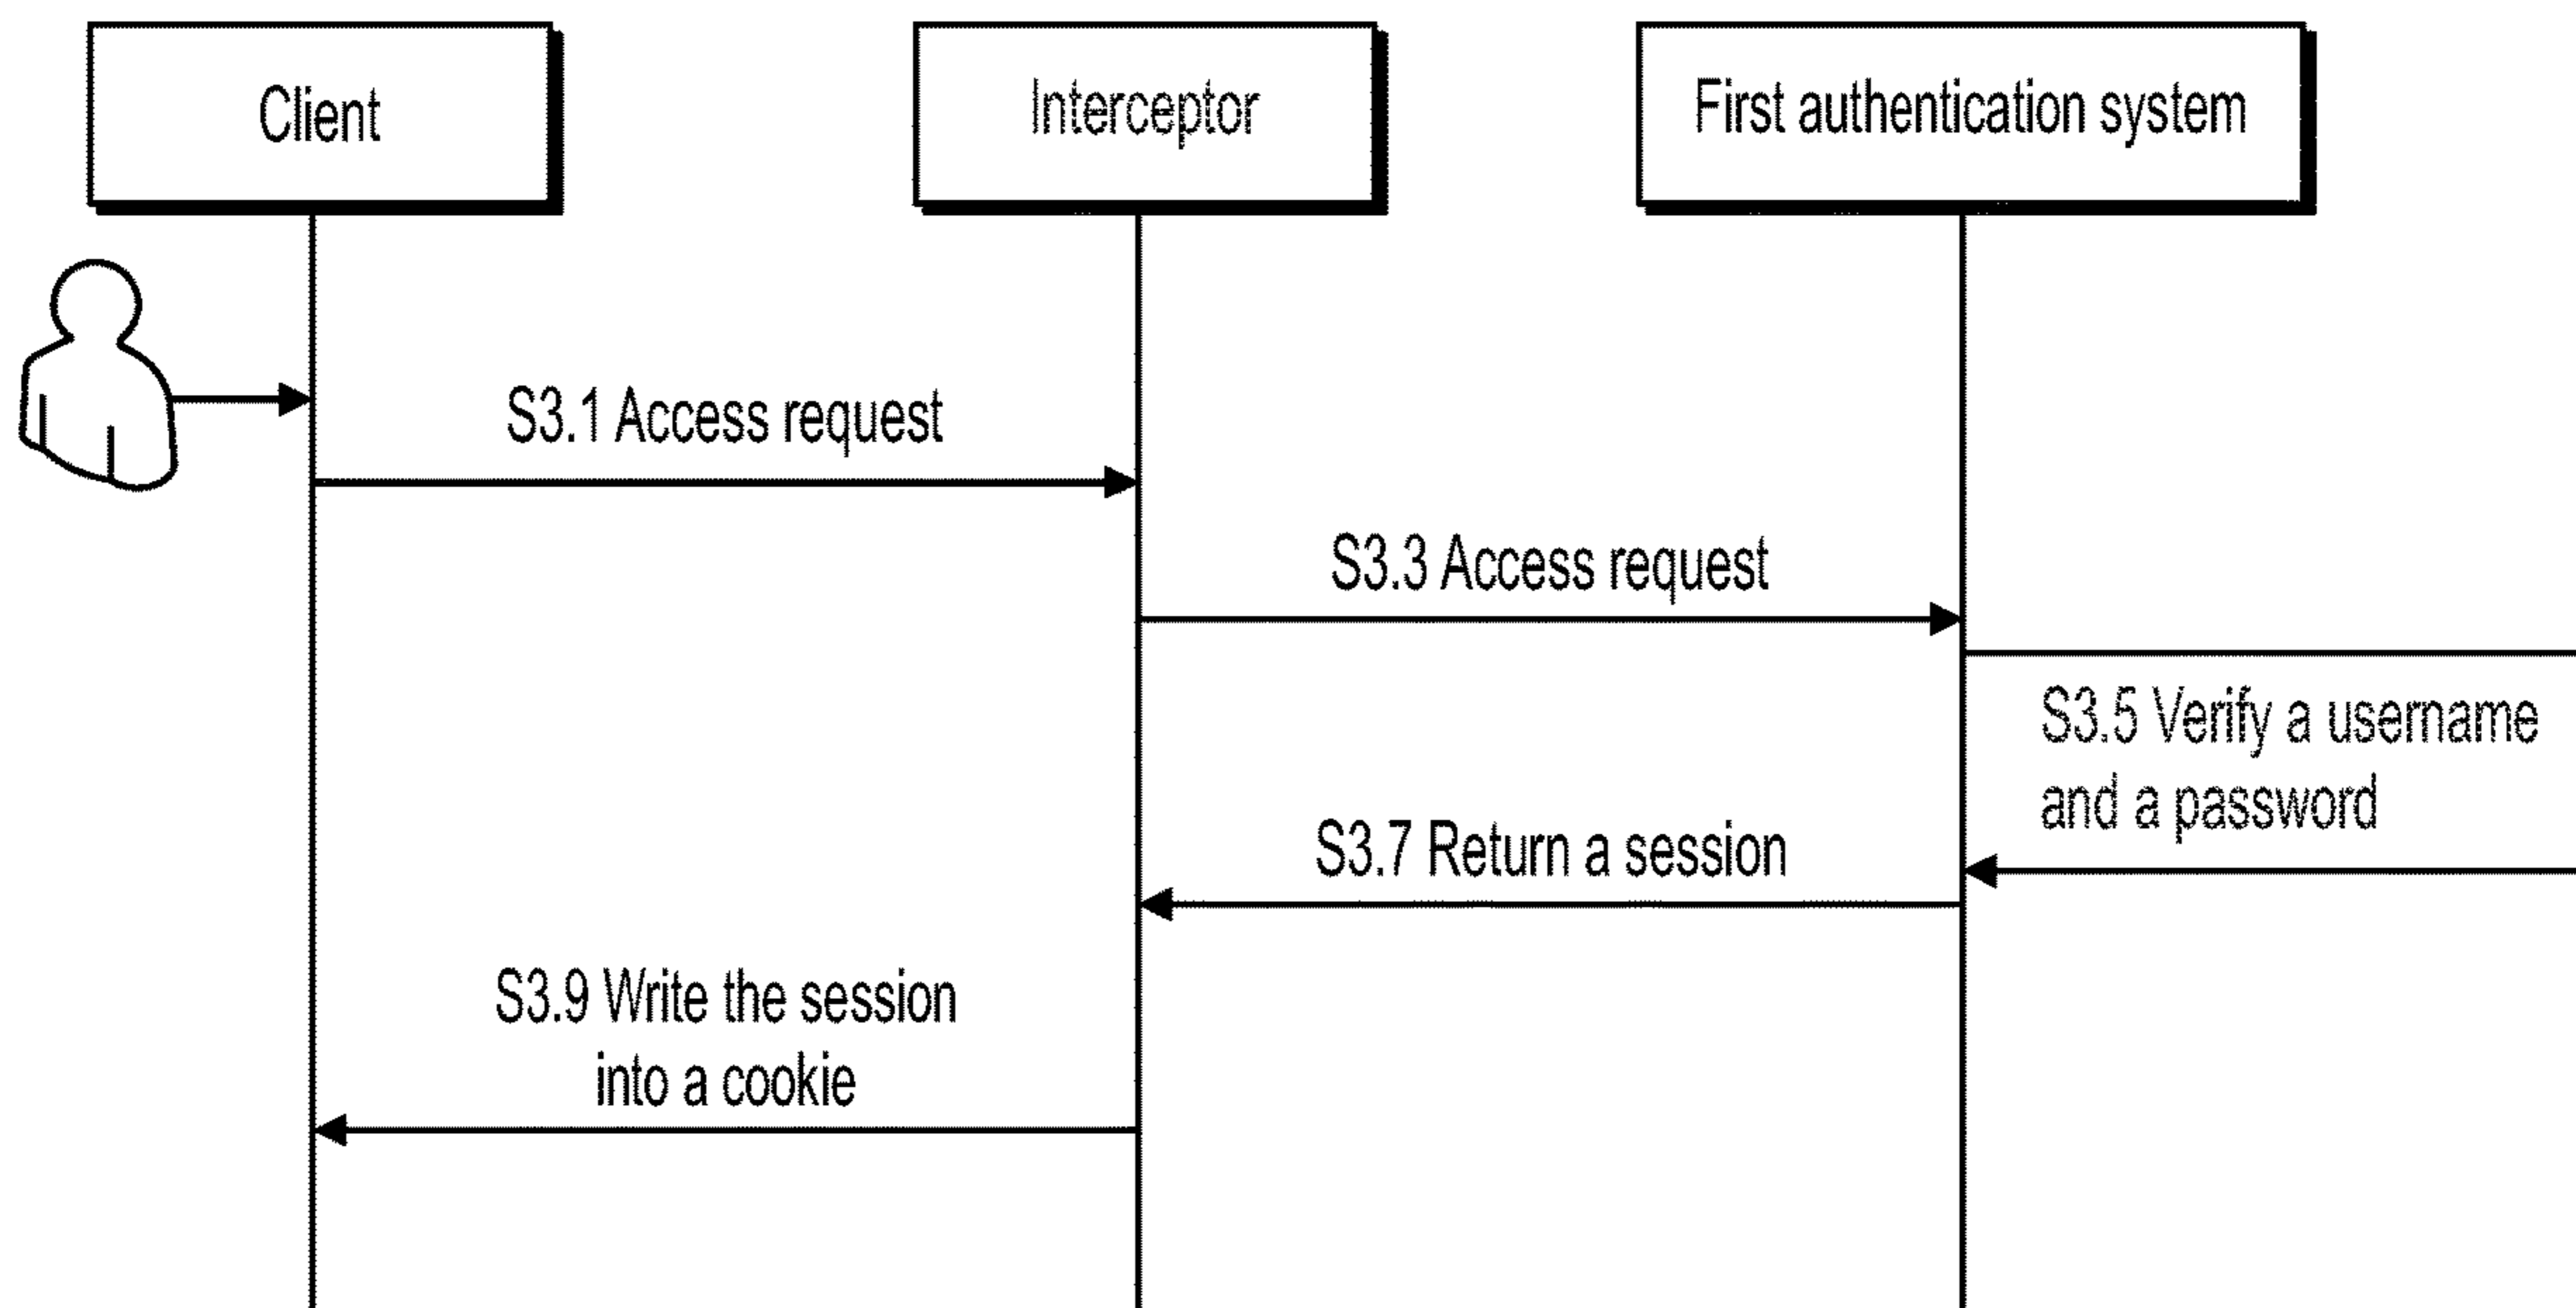 Client
Interceptor
First authentication system
S3.1 Access request
S3.3 Access request
S3.5 Verify a username
and a password
S3.7 Return a session
S3.9 Write the session
into a cookie